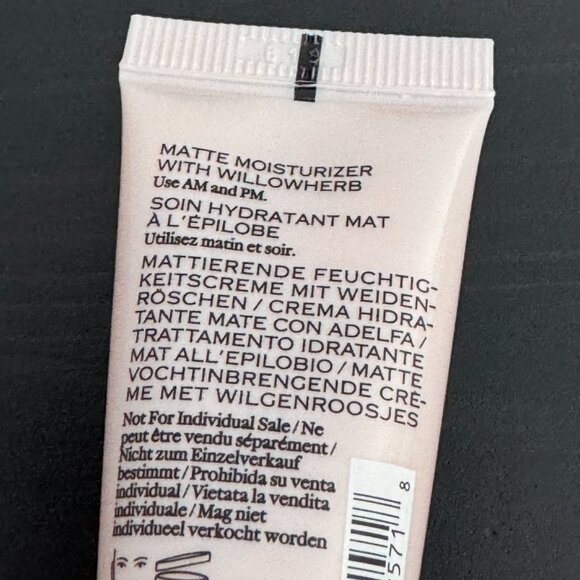 MATTE MOISTURIZER
WITH WILLOWHERB
Use AM and PM.
SOIN HYDRATANT MAT
À L'ÉPILOBE
Utilisez matin et soir.
MATTIERENDE FEUCHTIG-
KEITSCREME MIT WEIDEN-
RÖSCHEN / CREMA HIDRA-
TANTE MATE CON ADELFA /
TRATTAMENTO IDRATANTE
MAT ALL'EPILOBIO / MATTE
VOCHTINBRENGENDE CRÈ-
ME MET WILGENROOSJES
Not For Individual Sale / Ne
peut être vendu séparément /
Nicht zum Einzelverkauf
bestimmt / Prohibida su venta
individual / Vietata la vendita
individuale / Mag niet
individueel verkocht worden
571 8